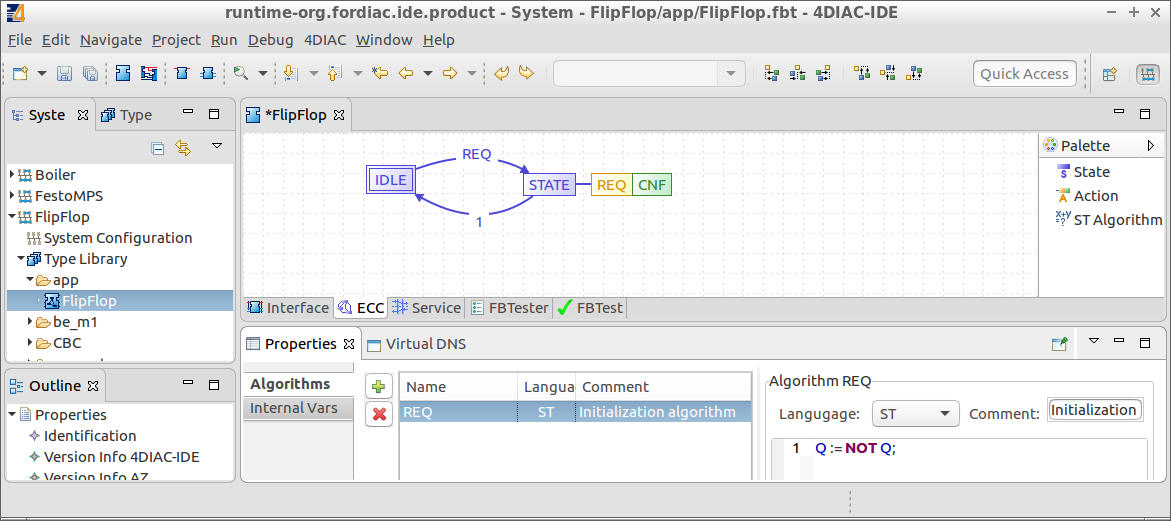 runtime-org.fordiac.ide.product - System - FlipFlop/app/FlipFlop.fbt - 4DIAC-IDE
File Edit Navigate Project Run Debug 4DIAC Window Help
Quick Access
Syste Type
Boiler
FestoMPS
FlipFlop
System Configuration
Type Library
app
FlipFlop
be_m1
CBC
*FlipFlop
REQ
IDLE
STATE REQ CNF
1
Palette
State
Action
ST Algorithm
Interface ECC Service FBTester FBTest
Outline
Properties
Identification
Version Info 4DIAC-IDE
Version Info AZ
Properties Virtual DNS
Algorithms
Internal Vars
Name Langua Comment
REQ ST Initialization algorithm
Algorithm REQ
Langugage: ST Comment: Initialization
1 Q := NOT Q;